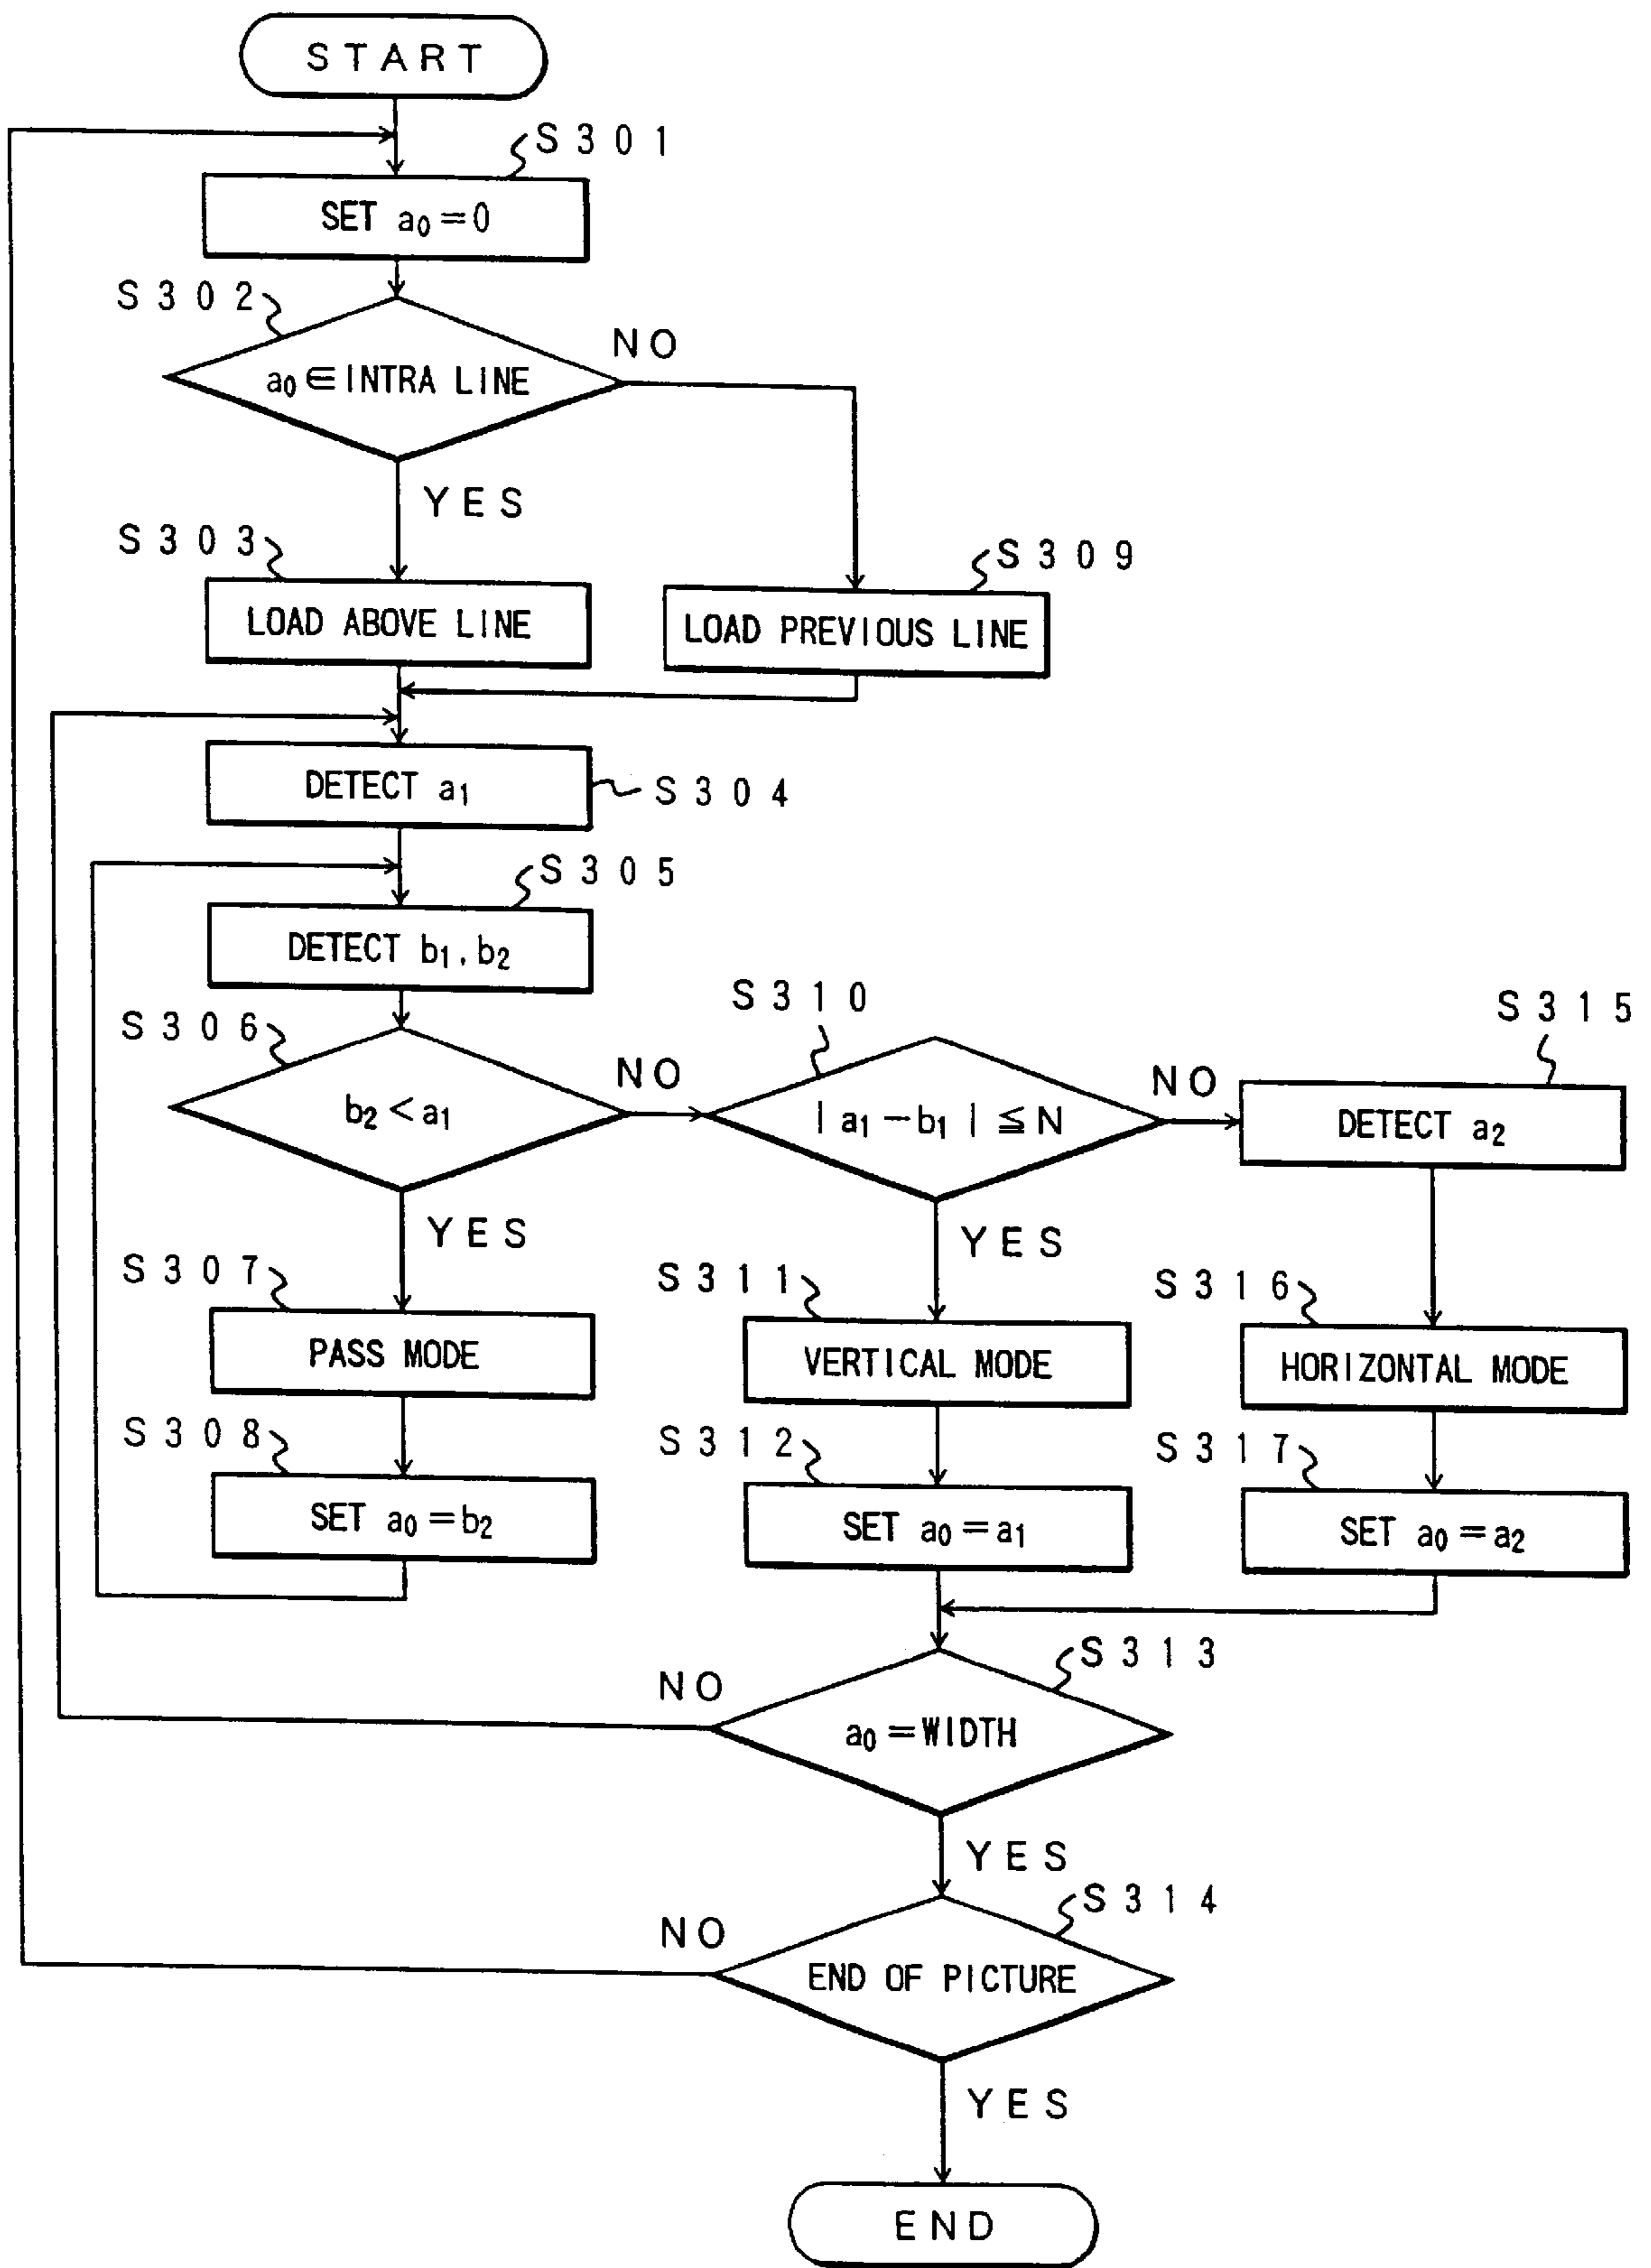 START
S301
SET a₀=0
S302
NO
a₀∈INTRA LINE
YES
S303
S309
LOAD ABOVE LINE
LOAD PREVIOUS LINE
DETECT a₁
S304
S305
DETECT b₁, b₂
S310
S315
S306
NO
NO
b₂<a₁
|a₁−b₁|≦N
DETECT a₂
YES
YES
S307
S311
S316
PASS MODE
VERTICAL MODE
HORIZONTAL MODE
S308
S312
S317
SET a₀=b₂
SET a₀=a₁
SET a₀=a₂
S313
NO
a₀=WIDTH
YES
S314
NO
END OF PICTURE
YES
END